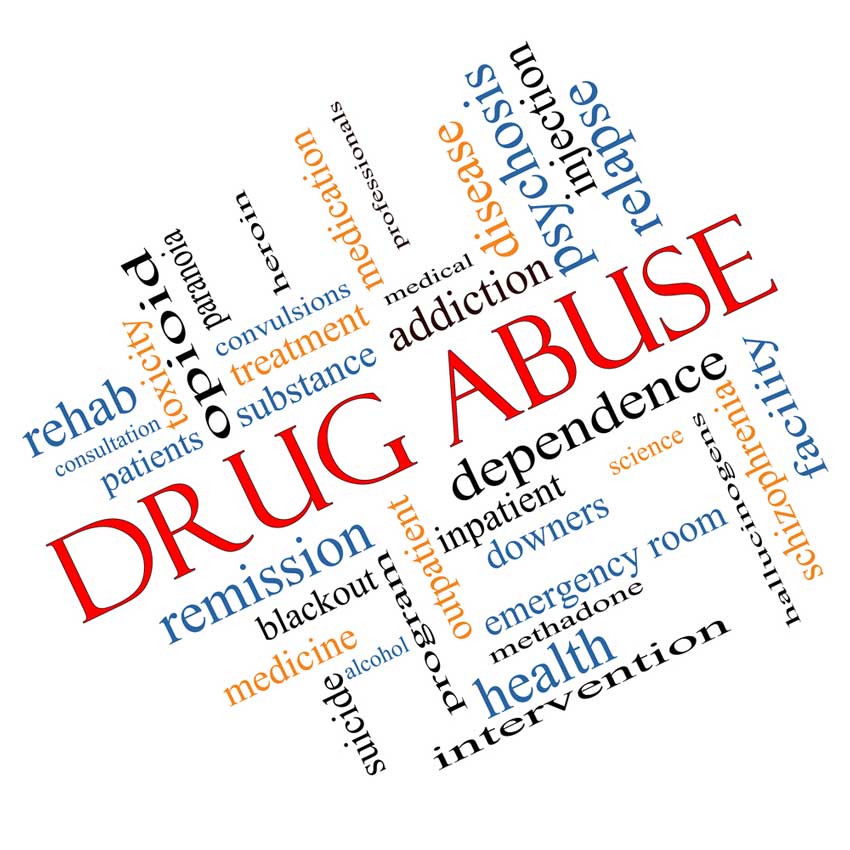 injection
psychosis
relapse
disease
professionals
medication
heroin
paranoia
opioid
medical
addiction
convulsions
treatment
substance
toxicity
rehab
consultation
patients
DRUG ABUSE
dependence
facility
schizophrenia
hallucinogens
science
inpatient
downers
outpatient
remission
blackout
program
emergency room
methadone
medicine
alcohol
suicide
health
intervention